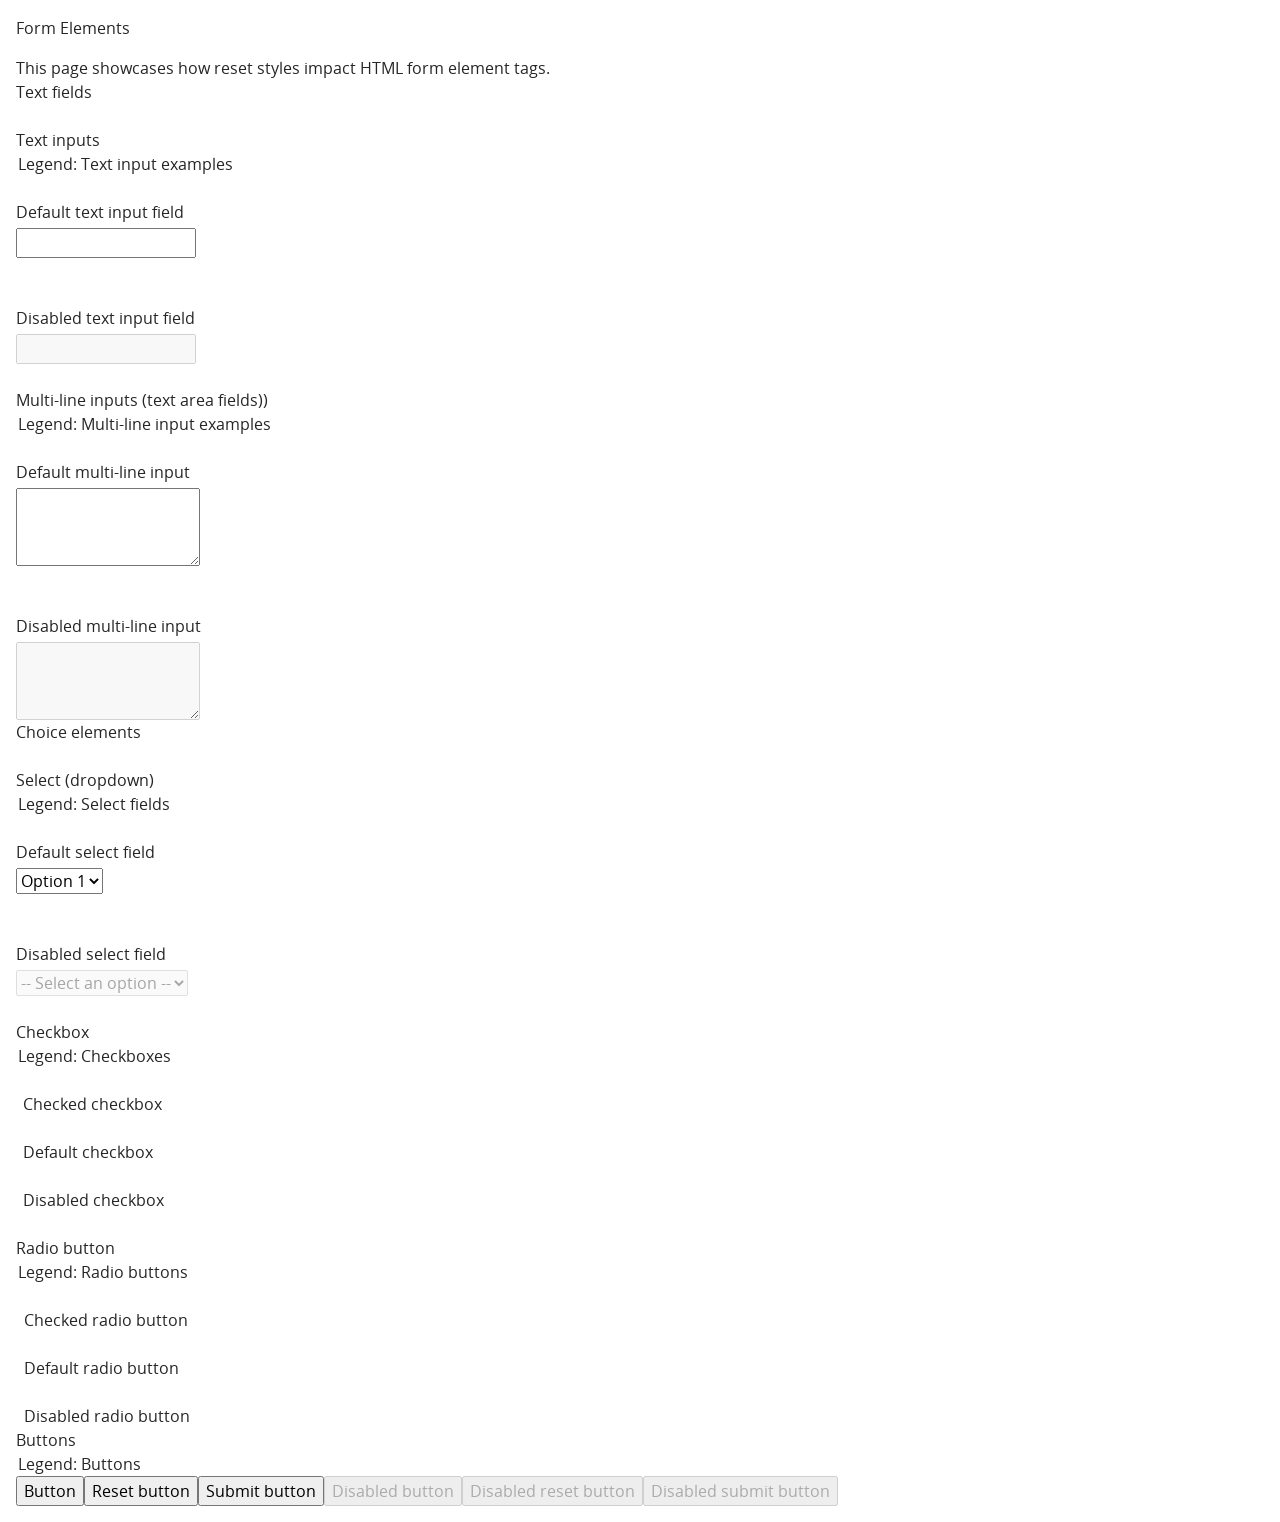 Form Elements
This page showcases how reset styles impact HTML form element tags.
Text fields
Text inputs
Legend: Text input examples
Default text input field
Disabled text input field
Multi-line inputs (text area fields))
Legend: Multi-line input examples
Default multi-line input
Disabled multi-line input
Choice elements
Select (dropdown)
Legend: Select fields
Default select field
Option 1
Disabled select field
-- Select an option --
Checkbox
Legend: Checkboxes
Checked checkbox
Default checkbox
Disabled checkbox
Radio button
Legend: Radio buttons
Checked radio button
Default radio button
Disabled radio button
Buttons
Legend: Buttons
Button Reset button Submit button Disabled button Disabled reset button Disabled submit button